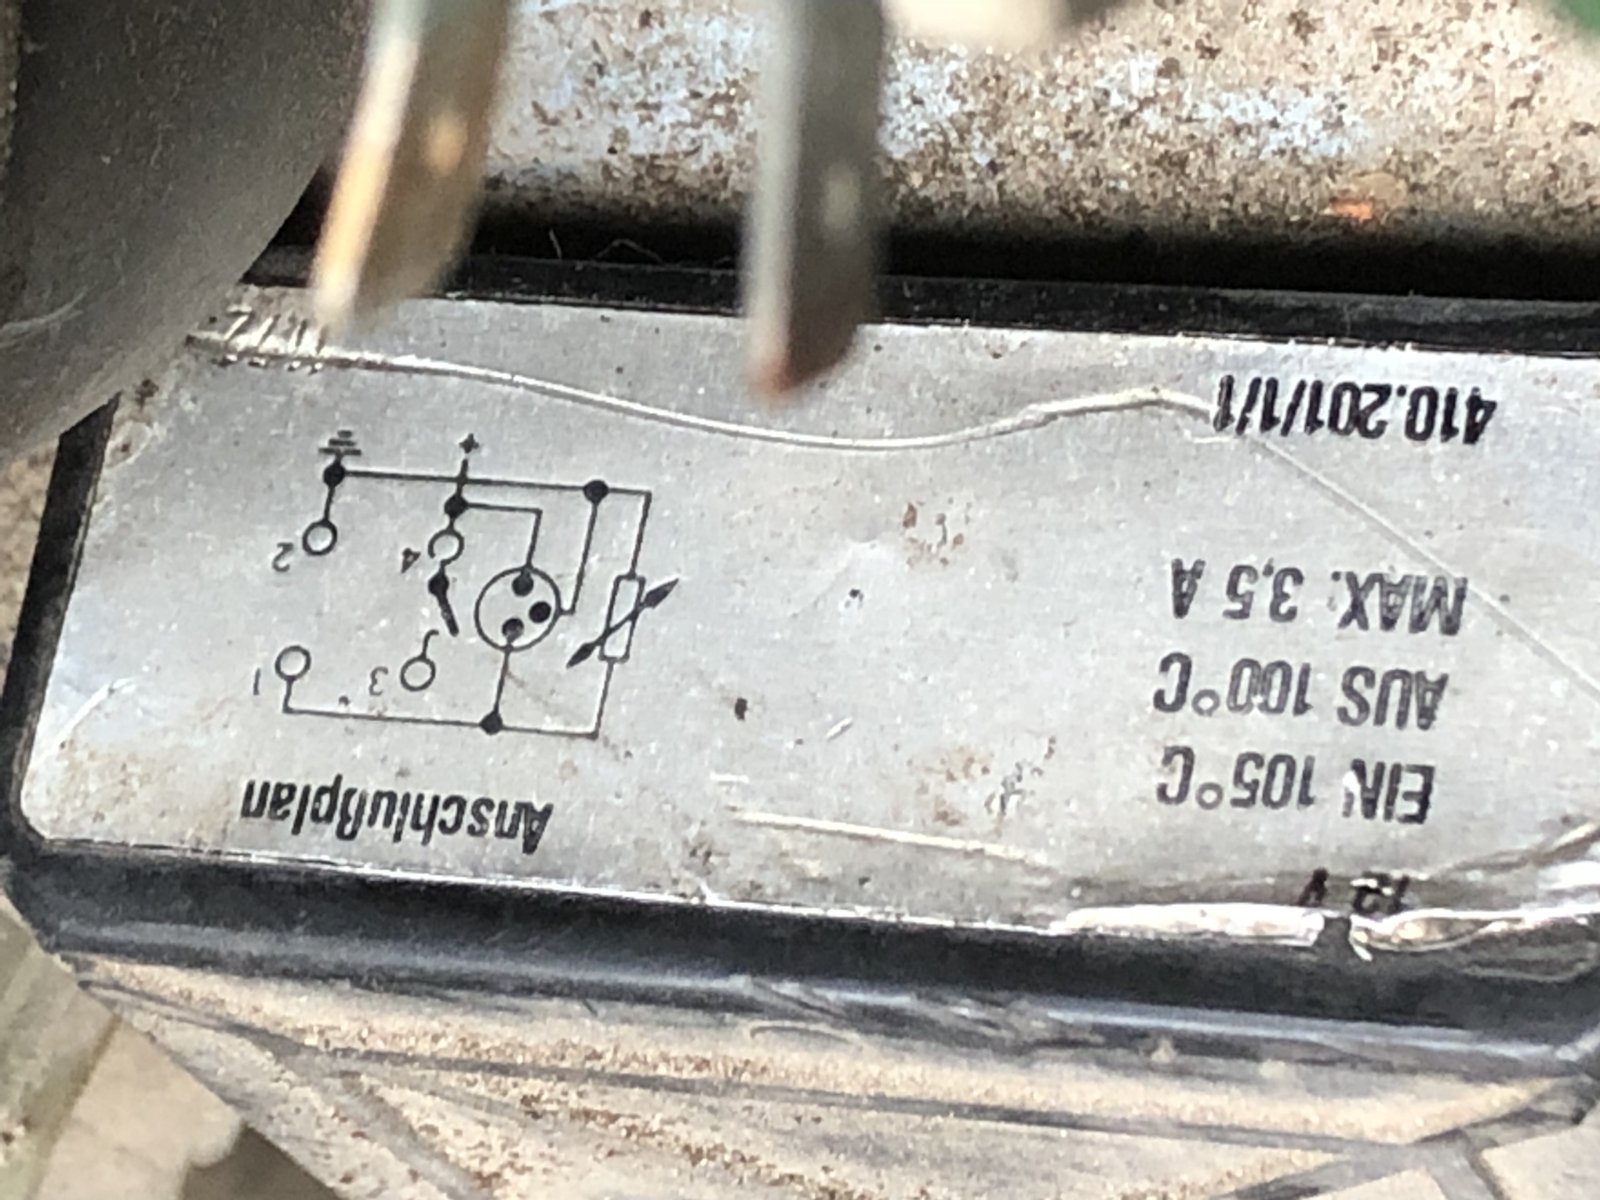 12 V
EIN 105°C
AUS 100°C
MAX. 3,5 A
410.201/1/1
Anschlußplan
1
3
2
4
+